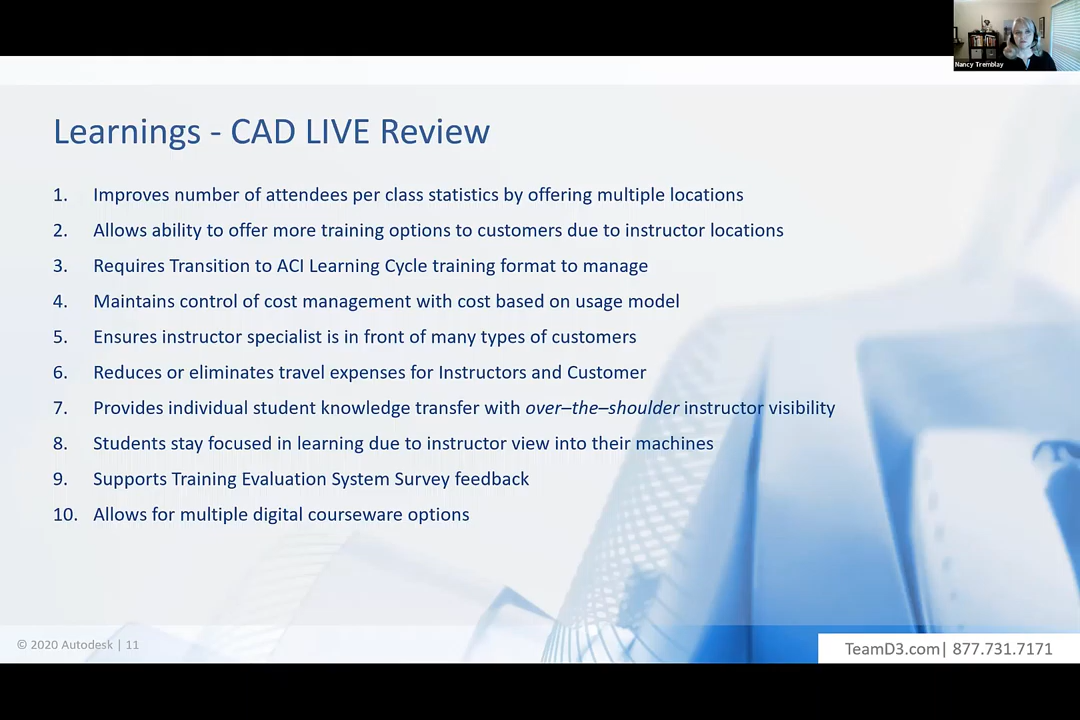 Nancy Tremblay
Learnings - CAD LIVE Review
1. Improves number of attendees per class statistics by offering multiple locations
2. Allows ability to offer more training options to customers due to instructor locations
3. Requires Transition to ACI Learning Cycle training format to manage
4. Maintains control of cost management with cost based on usage model
5. Ensures instructor specialist is in front of many types of customers
6. Reduces or eliminates travel expenses for Instructors and Customer
7. Provides individual student knowledge transfer with over–the–shoulder instructor visibility
8. Students stay focused in learning due to instructor view into their machines
9. Supports Training Evaluation System Survey feedback
10. Allows for multiple digital courseware options
© 2020 Autodesk | 11
TeamD3.com| 877.731.7171